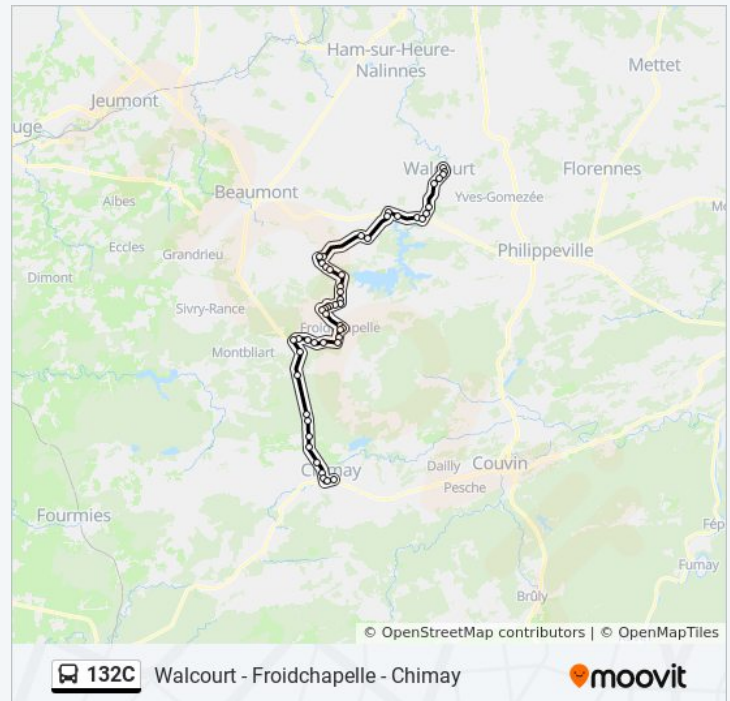 Ham-sur-Heure-
Nalinnes
Mettet
Jeumont
uge
Walcourt
Florennes
Beaumont
Yves-Gomezée
Albes
Eccles
Grandrieu
Philippeville
Dimont
Sivry-Rance
Froidchapelle
Montbliart
Chimay
Dailly
Couvin
Pesche
Fourmies
Fép
Fumay
Brûly
© OpenStreetMap contributors | © OpenMapTiles
132C Walcourt - Froidchapelle - Chimay moovit